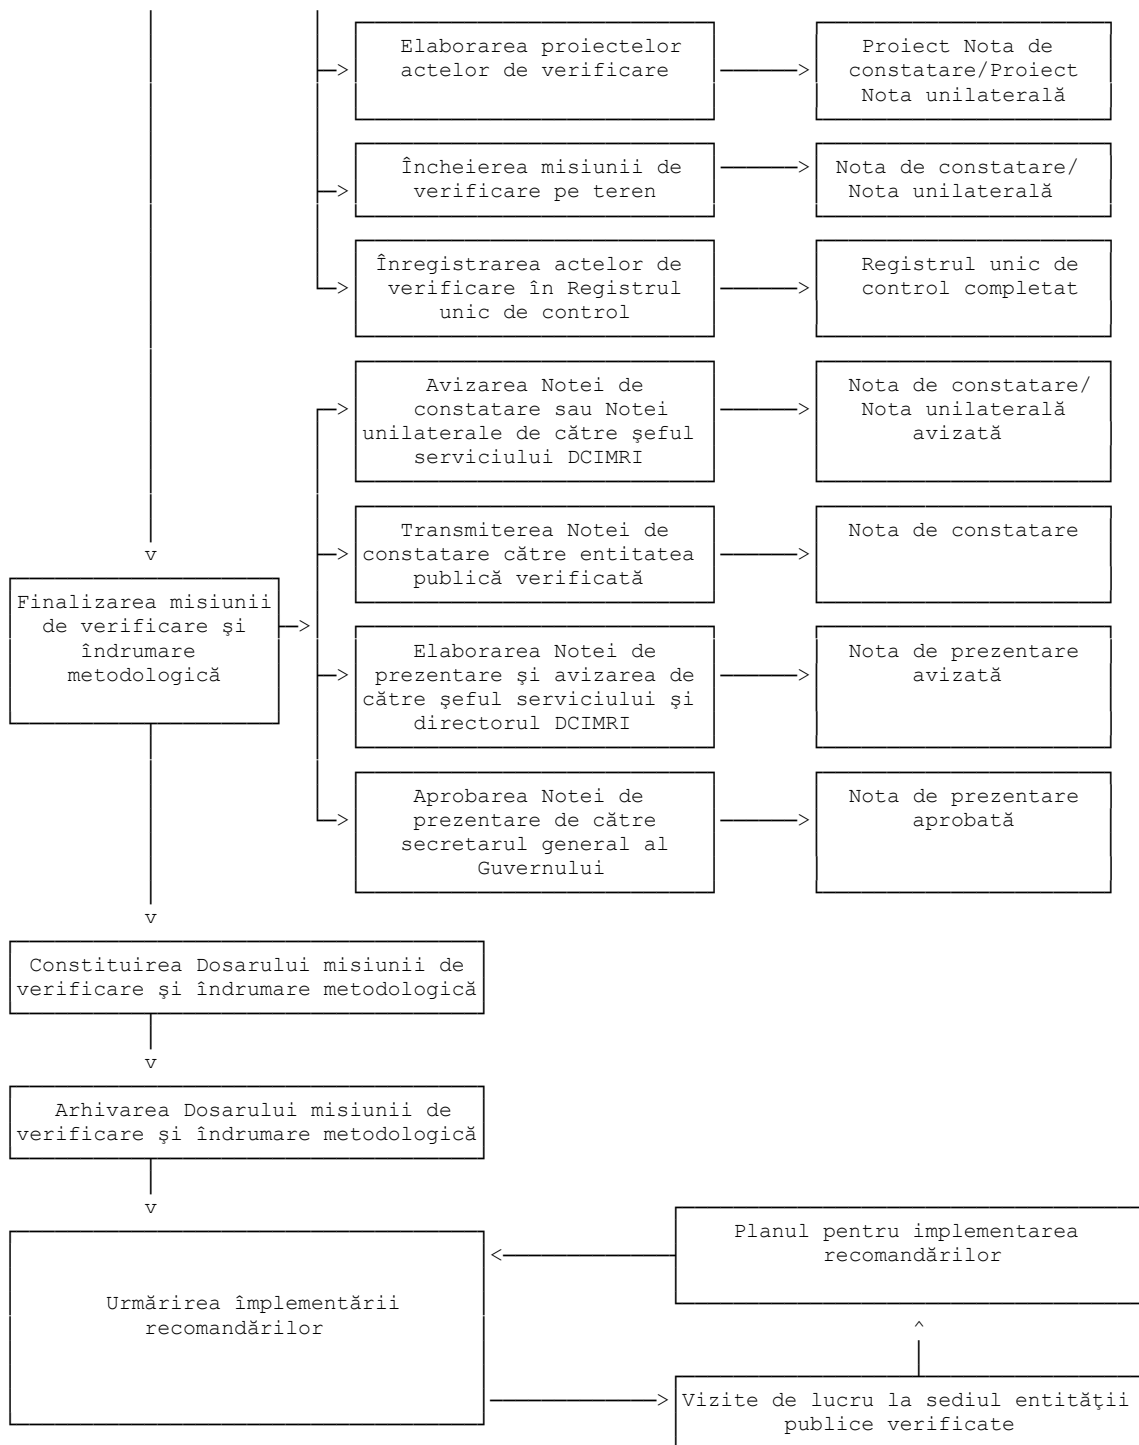 Elaborarea proiectelor
actelor de verificare
Proiect Nota de
constatare/Proiect
Nota unilaterală
Încheierea misiunii de
verificare pe teren
Nota de constatare/
Nota unilaterală
Înregistrarea actelor de
verificare în Registrul
unic de control
Registrul unic de
control completat
Avizarea Notei de
constatare sau Notei
unilaterale de către şeful
serviciului DCIMRI
Nota de constatare/
Nota unilaterală
avizată
Transmiterea Notei de
constatare către entitatea
publică verificată
Nota de constatare
Finalizarea misiunii
de verificare şi
îndrumare
metodologică
Elaborarea Notei de
prezentare şi avizarea de
către şeful serviciului şi
directorul DCIMRI
Nota de prezentare
avizată
Aprobarea Notei de
prezentare de către
secretarul general al
Guvernului
Nota de prezentare
aprobată
Constituirea Dosarului misiunii de
verificare şi îndrumare metodologică
Arhivarea Dosarului misiunii de
verificare şi îndrumare metodologică
Planul pentru implementarea
recomandărilor
Urmărirea împlementării
recomandărilor
Vizite de lucru la sediul entităţii
publice verificate